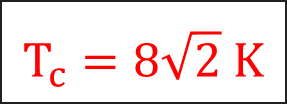 T_c = 8√2 K